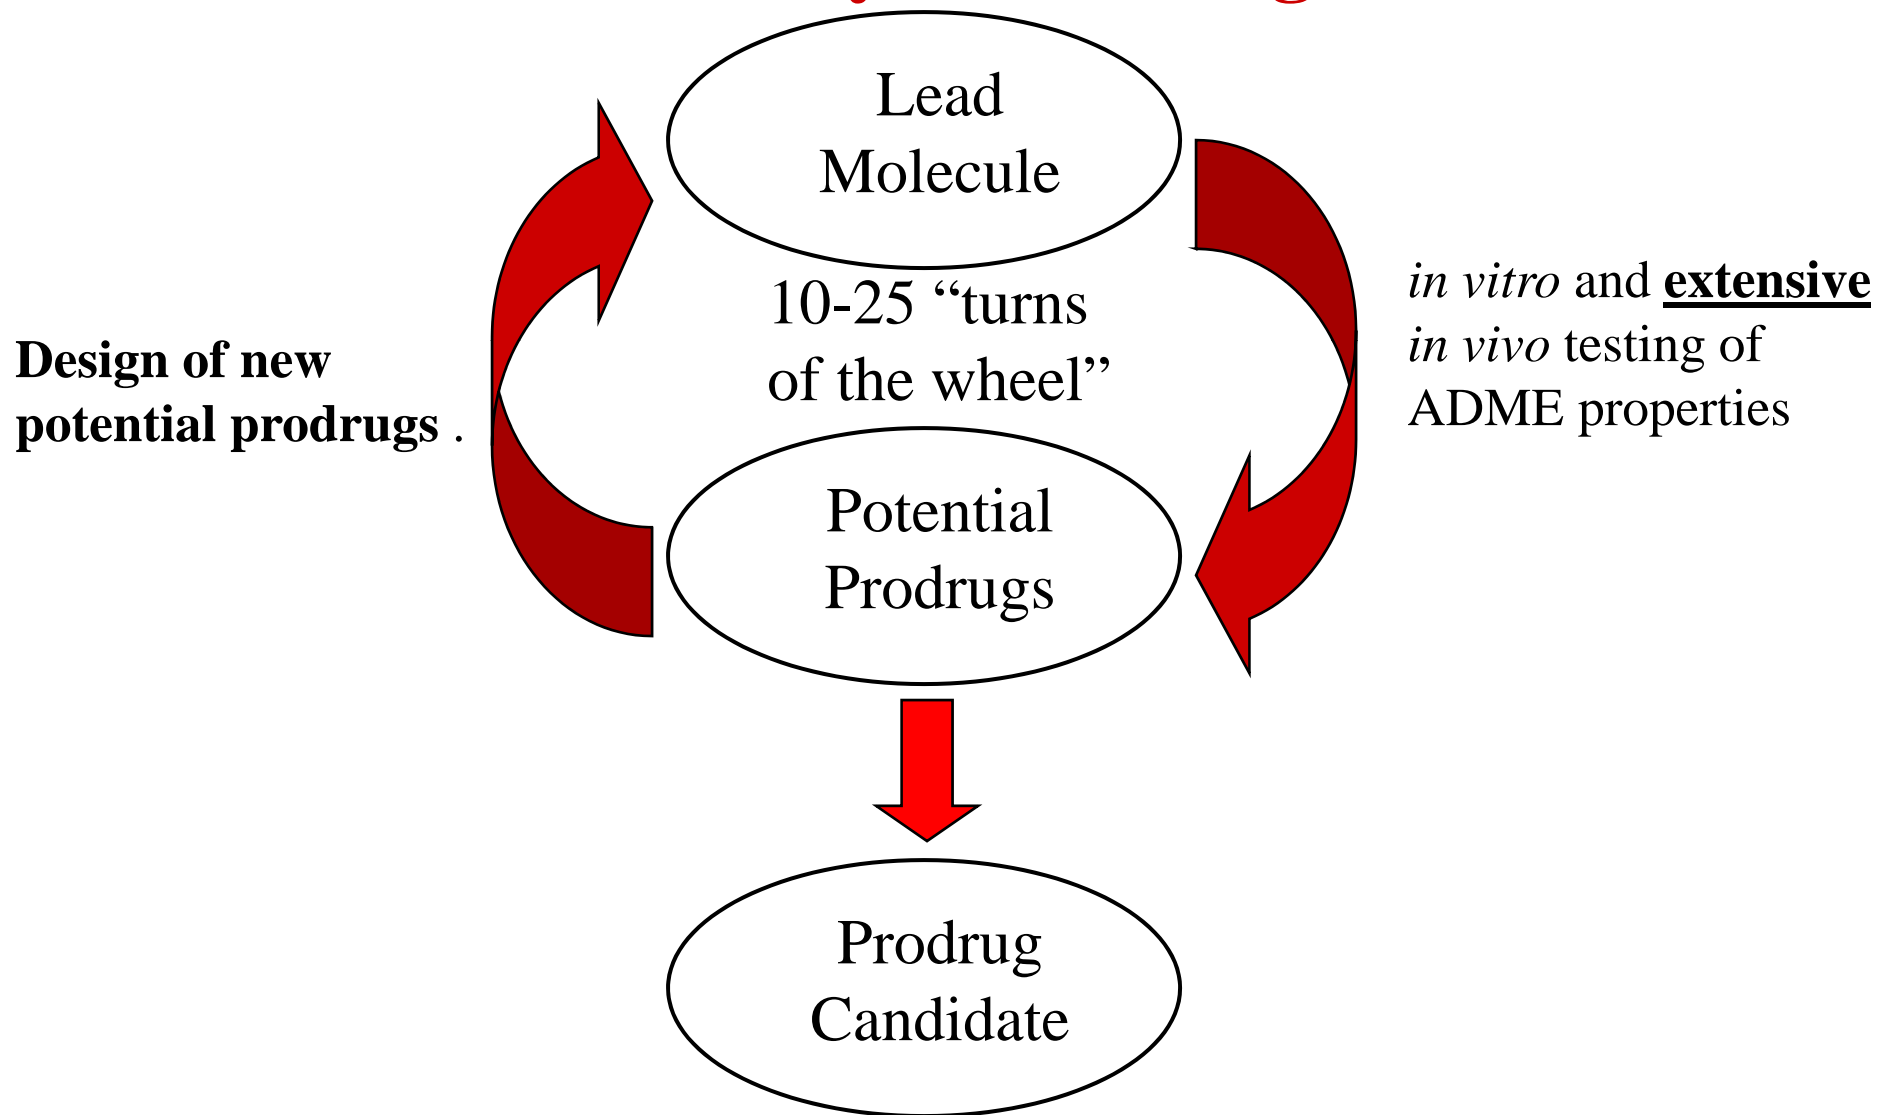 Lead
Molecule
10-25 “turns
of the wheel”
in vitro and extensive
in vivo testing of
ADME properties
Design of new
potential prodrugs .
Potential
Prodrugs
Prodrug
Candidate